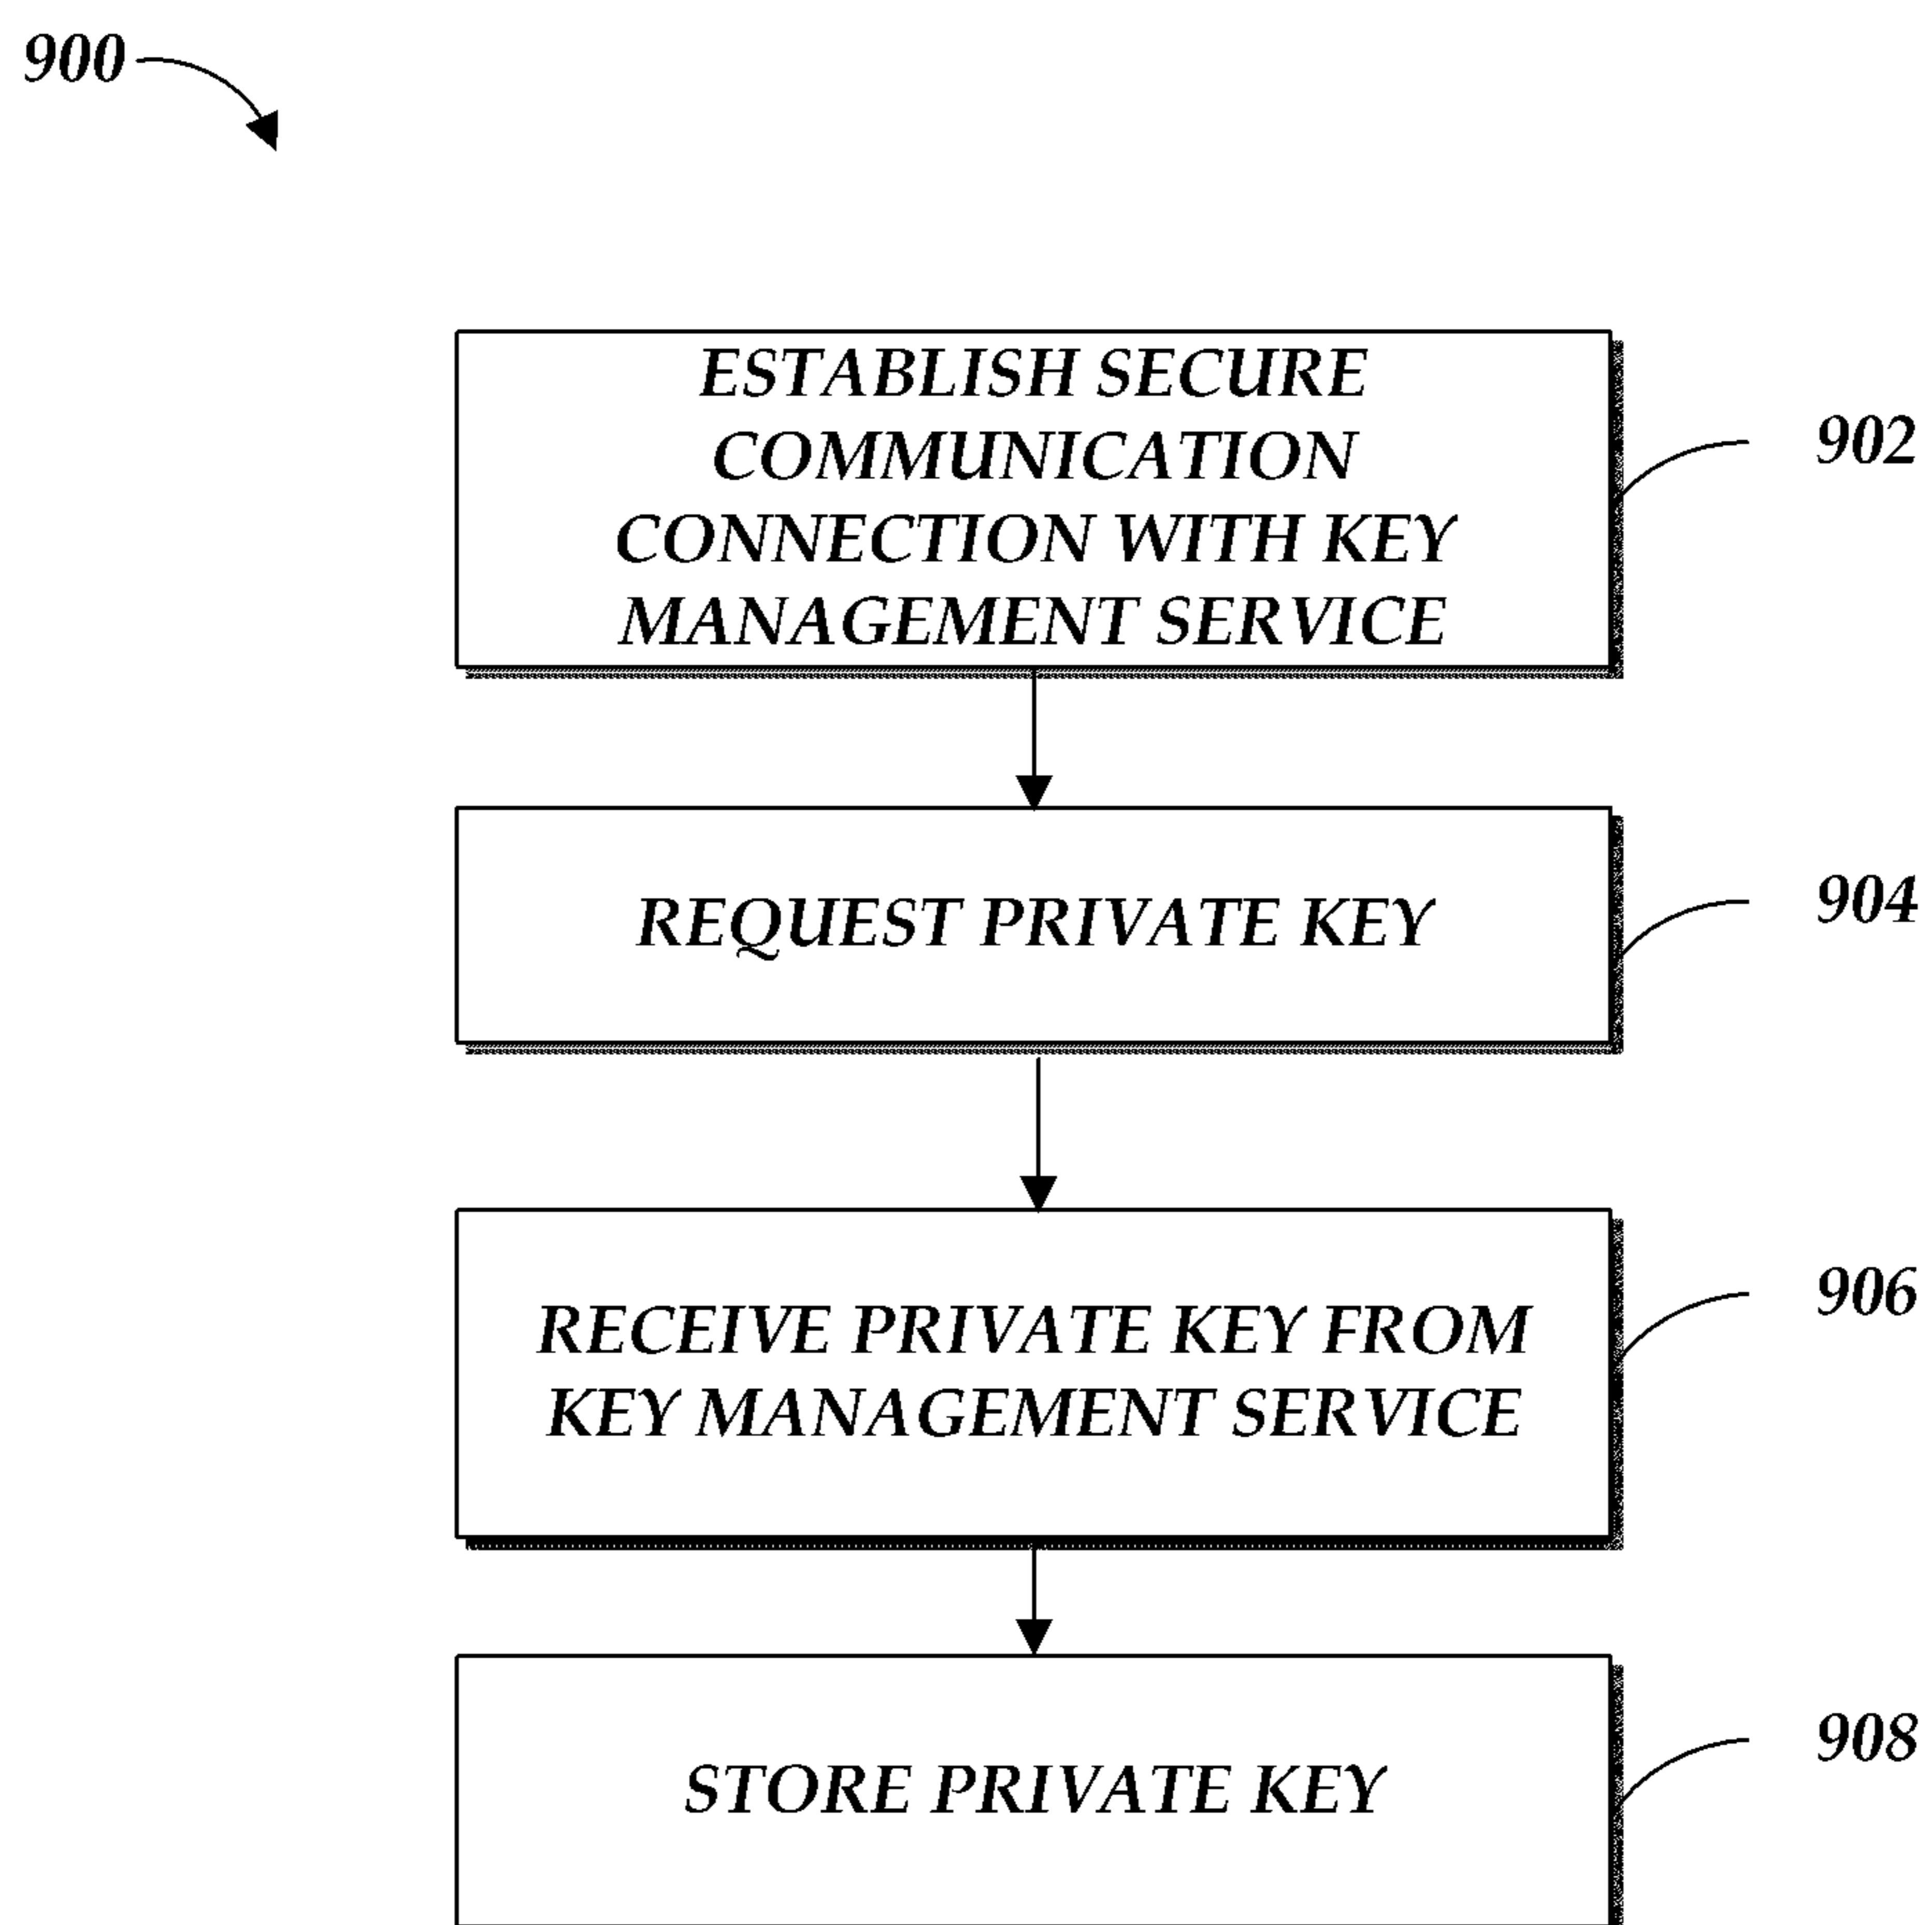 900
ESTABLISH SECURE
COMMUNICATION
CONNECTION WITH KEY
MANAGEMENT SERVICE
902
REQUEST PRIVATE KEY
904
RECEIVE PRIVATE KEY FROM
KEY MANAGEMENT SERVICE
906
STORE PRIVATE KEY
908